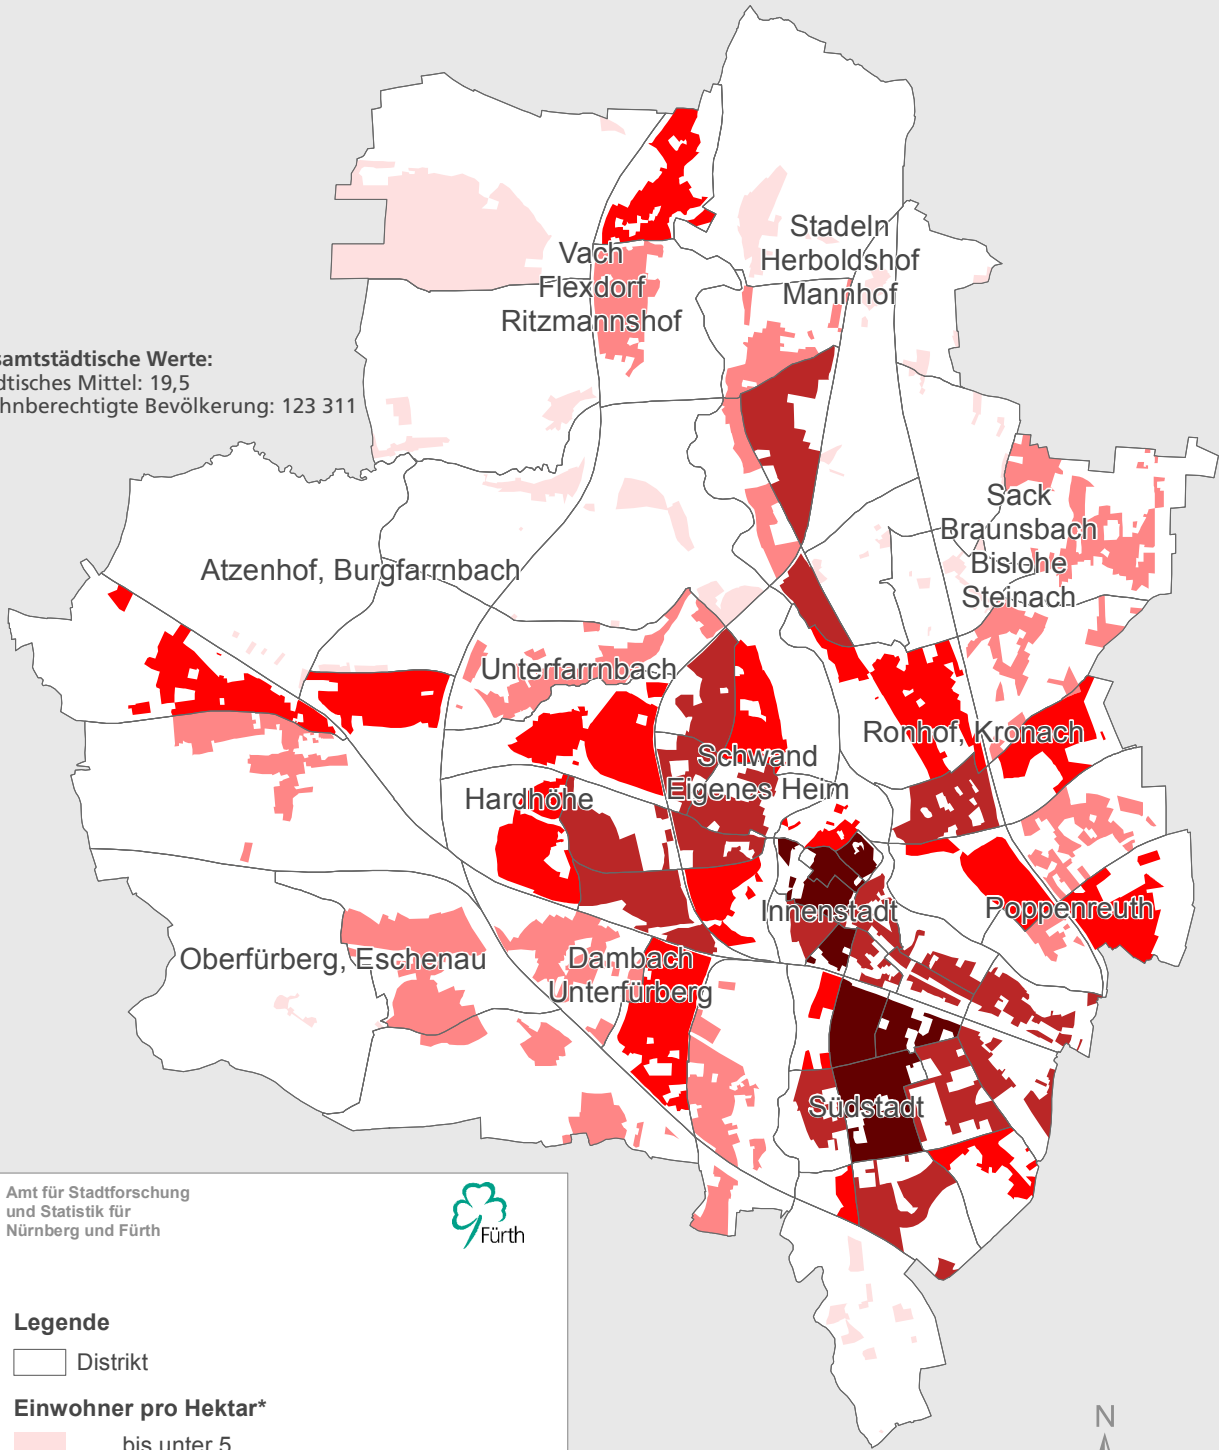 Stadeln
Herboldshof
Mannhof
Vach
Flexdorf
Ritzmannshof
samtstädtische Werte:
dtisches Mittel: 19,5
hnberechtigte Bevölkerung: 123 311
Sack
Braunsbach
Bislohe
Steinach
Atzenhof, Burgfarrnbach
Unterfarrnbach
Ronhof, Kronach
Schwand
Eigenes Heim
Hardhöhe
Innenstadt
Poppenreuth
Oberfürberg, Eschenau
Dambach
Unterfürberg
Südstadt
Amt für Stadtforschung
und Statistik für
Nürnberg und Fürth
Fürth
Legende
Distrikt
Einwohner pro Hektar*
bis unter 5
N